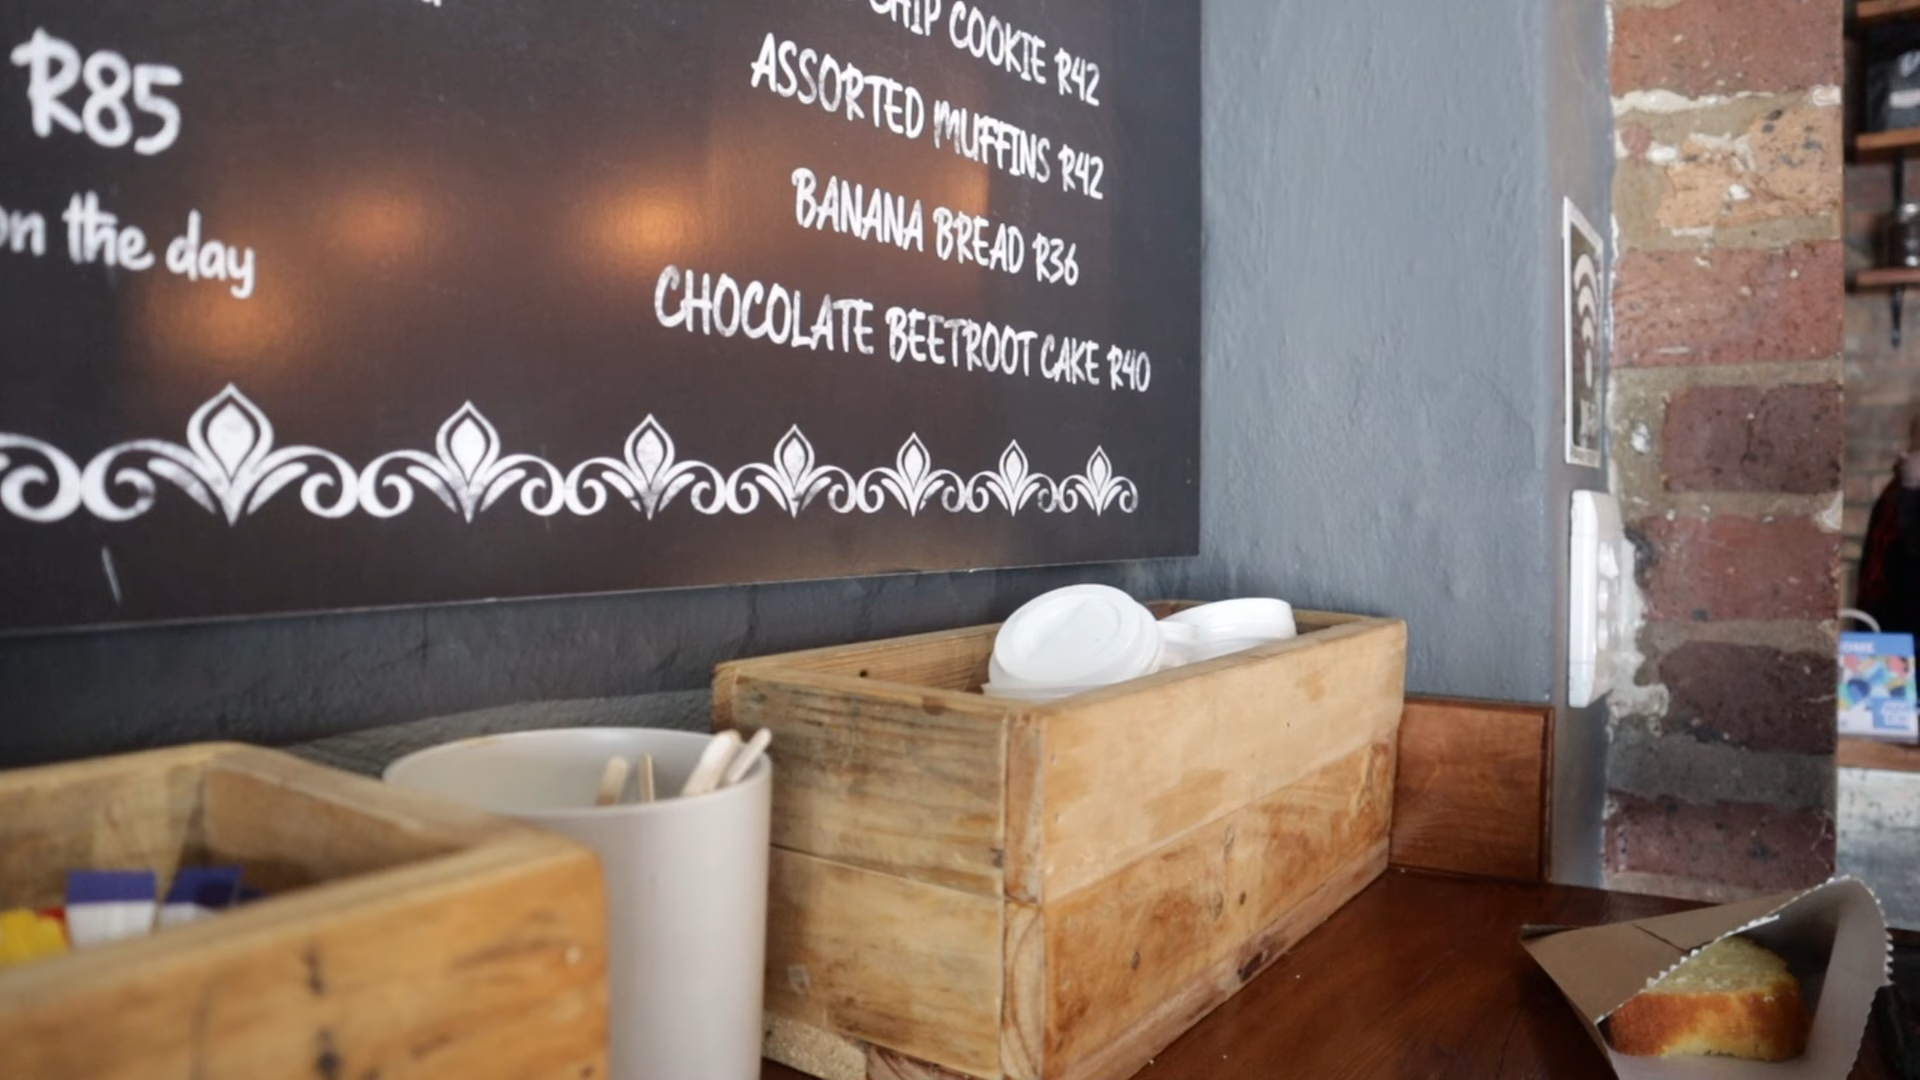 R85
on the day
CHIP COOKIE R42
ASSORTED MUFFINS R42
BANANA BREAD R36
CHOCOLATE BEETROOT CAKE R40